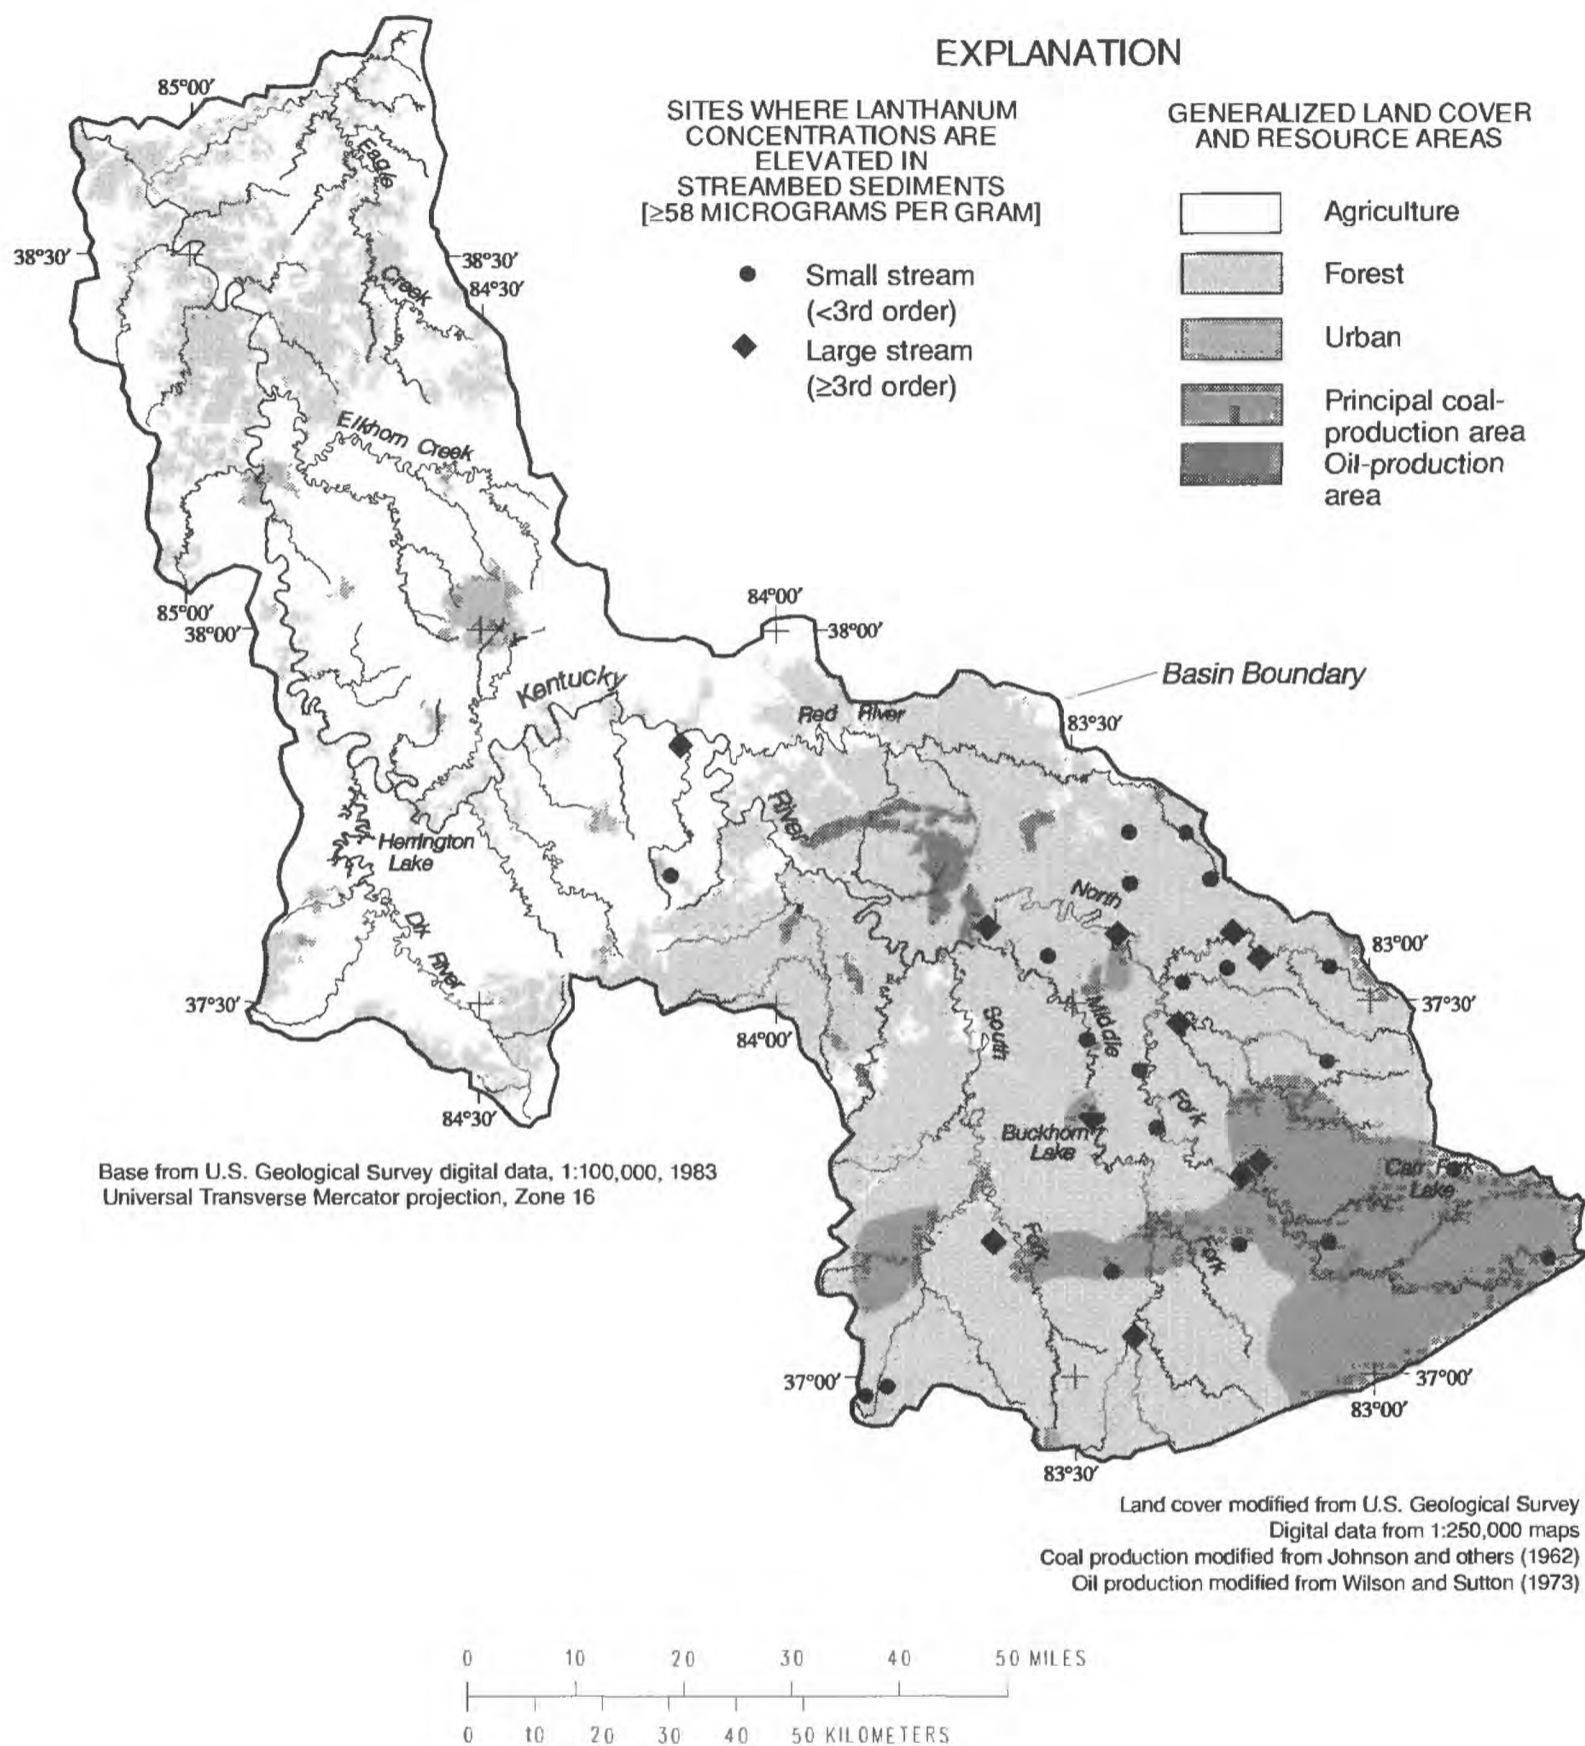 EXPLANATION
SITES WHERE LANTHANUM
CONCENTRATIONS ARE
ELEVATED IN
STREAMBED SEDIMENTS
[≥58 MICROGRAMS PER GRAM]
Small stream
(<3rd order)
Large stream
(≥3rd order)
GENERALIZED LAND COVER
AND RESOURCE AREAS
Agriculture
Forest
Urban
Principal coal-
production area
Oil-production
area
85°00′
Eagle
38°30′
38°30′
84°30′
Creek
Elkhorn Creek
85°00′
38°00′
84°00′
38°00′
Basin Boundary
Kentucky
Red River
83°30′
River
Herrington
Lake
North
Dix
River
83°00′
37°30′
37°30′
84°00′
South
Middle
84°30′
Fork
Buckhorn
Lake
Carr Fork
Lake
Base from U.S. Geological Survey digital data, 1:100,000, 1983
Universal Transverse Mercator projection, Zone 16
Fork
Fork
37°00′
37°00′
83°00′
83°30′
Land cover modified from U.S. Geological Survey
Digital data from 1:250,000 maps
Coal production modified from Johnson and others (1962)
Oil production modified from Wilson and Sutton (1973)
0 10 20 30 40 50 MILES
0 10 20 30 40 50 KILOMETERS